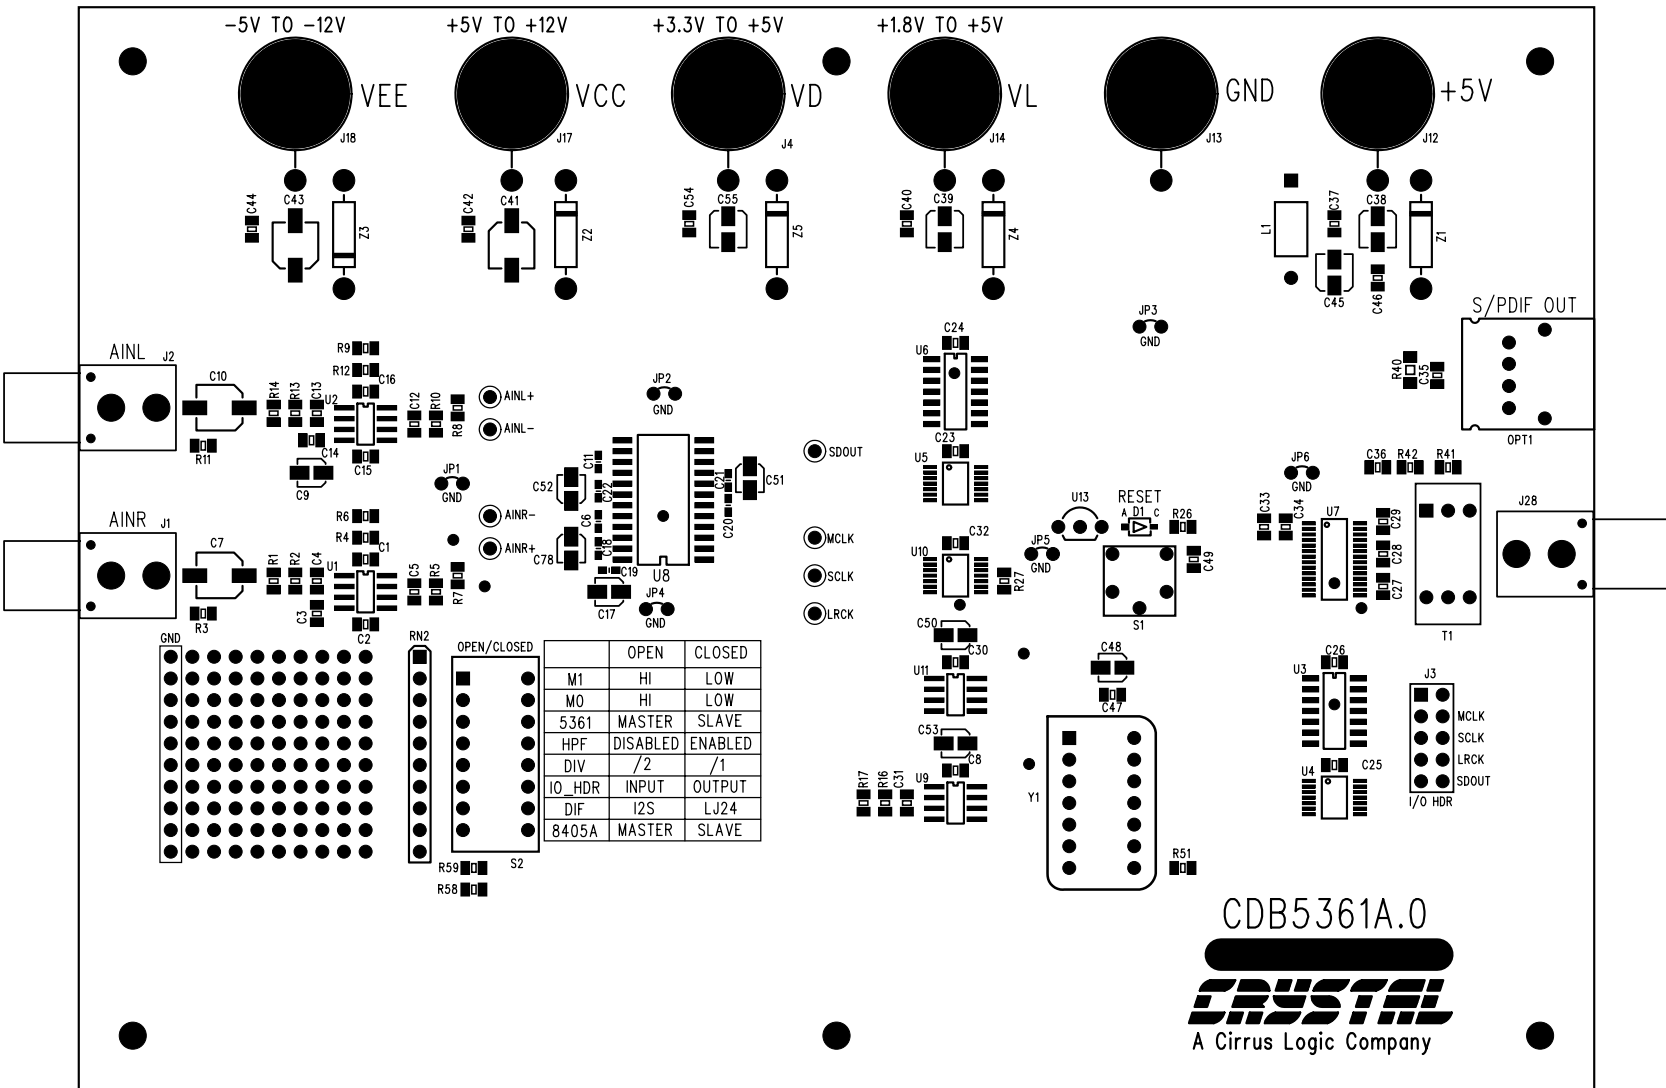 -5V TO -12V
+5V TO +12V
+3.3V TO +5V
+1.8V TO +5V
VEE
VCC
VD
VL
GND
+5V
J18
J17
J4
J14
J13
J12
C44
C43
Z3
C42
C41
Z2
C54
C55
Z5
C40
C39
Z4
L1
C37
C38
Z1
C45
C46
S/PDIF OUT
JP3
GND
AINL
J2
C10
R9
R12
C16
R14
R13
C13
U2
C12
R10
R8
R11
C14
C9
C15
AINL+
AINL-
JP2
GND
JP1
GND
C11
C52
C22
C6
C18
C78
C21
C51
C20
SDOUT
C24
U6
C23
U5
R40
C35
OPT1
C36
R42
R41
JP6
GND
AINR
J1
C7
R6
R4
C1
R1
R2
C4
U1
C5
R5
R7
R3
C3
C2
AINR-
AINR+
U8
C19
C17
JP4
GND
MCLK
SCLK
LRCK
C32
U10
R27
JP5
GND
U13
RESET
A D1 C
R26
C49
S1
C33
C34
U7
C29
C28
C27
T1
J28
GND
RN2
OPEN/CLOSED
S2
R59
R58
OPEN CLOSED
M1 HI LOW
M0 HI LOW
5361 MASTER SLAVE
HPF DISABLED ENABLED
DIV /2 /1
IO_HDR INPUT OUTPUT
DIF I2S LJ24
8405A MASTER SLAVE
C50
C30
U11
C53
C8
U9
R17
R16
C31
C48
C47
Y1
R51
C26
U3
U4
C25
J3
MCLK
SCLK
LRCK
SDOUT
I/O HDR
CDB5361A.0
CRYSTAL
A Cirrus Logic Company